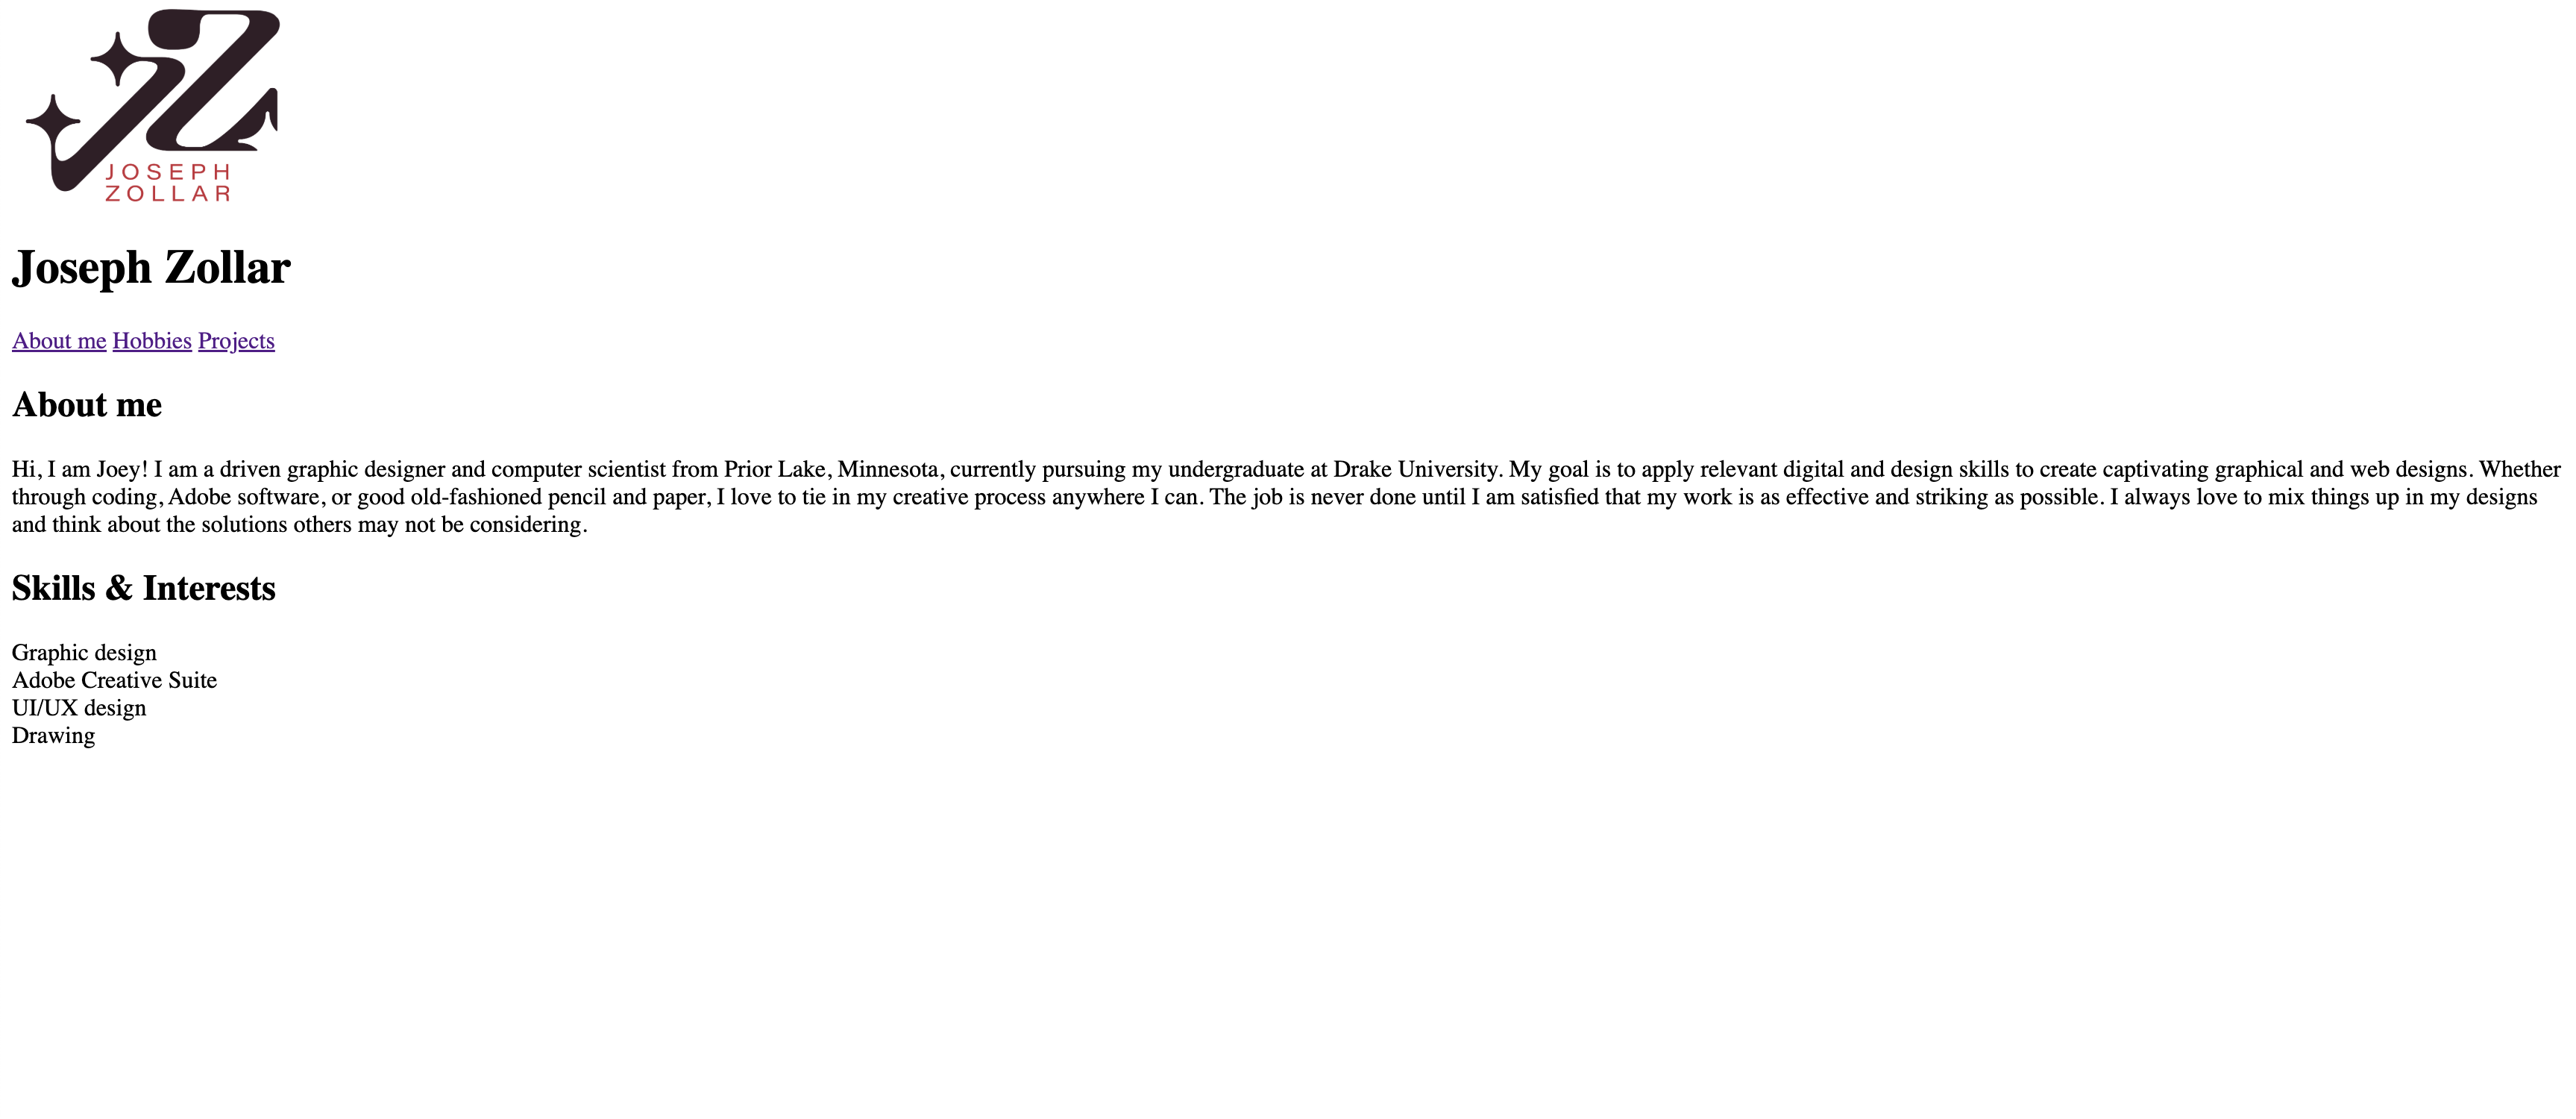 JZ
JOSEPH
ZOLLAR
Joseph Zollar
About me Hobbies Projects
About me
Hi, I am Joey! I am a driven graphic designer and computer scientist from Prior Lake, Minnesota, currently pursuing my undergraduate at Drake University. My goal is to apply relevant digital and design skills to create captivating graphical and web designs. Whether
through coding, Adobe software, or good old-fashioned pencil and paper, I love to tie in my creative process anywhere I can. The job is never done until I am satisfied that my work is as effective and striking as possible. I always love to mix things up in my designs
and think about the solutions others may not be considering.
Skills & Interests
Graphic design
Adobe Creative Suite
UI/UX design
Drawing